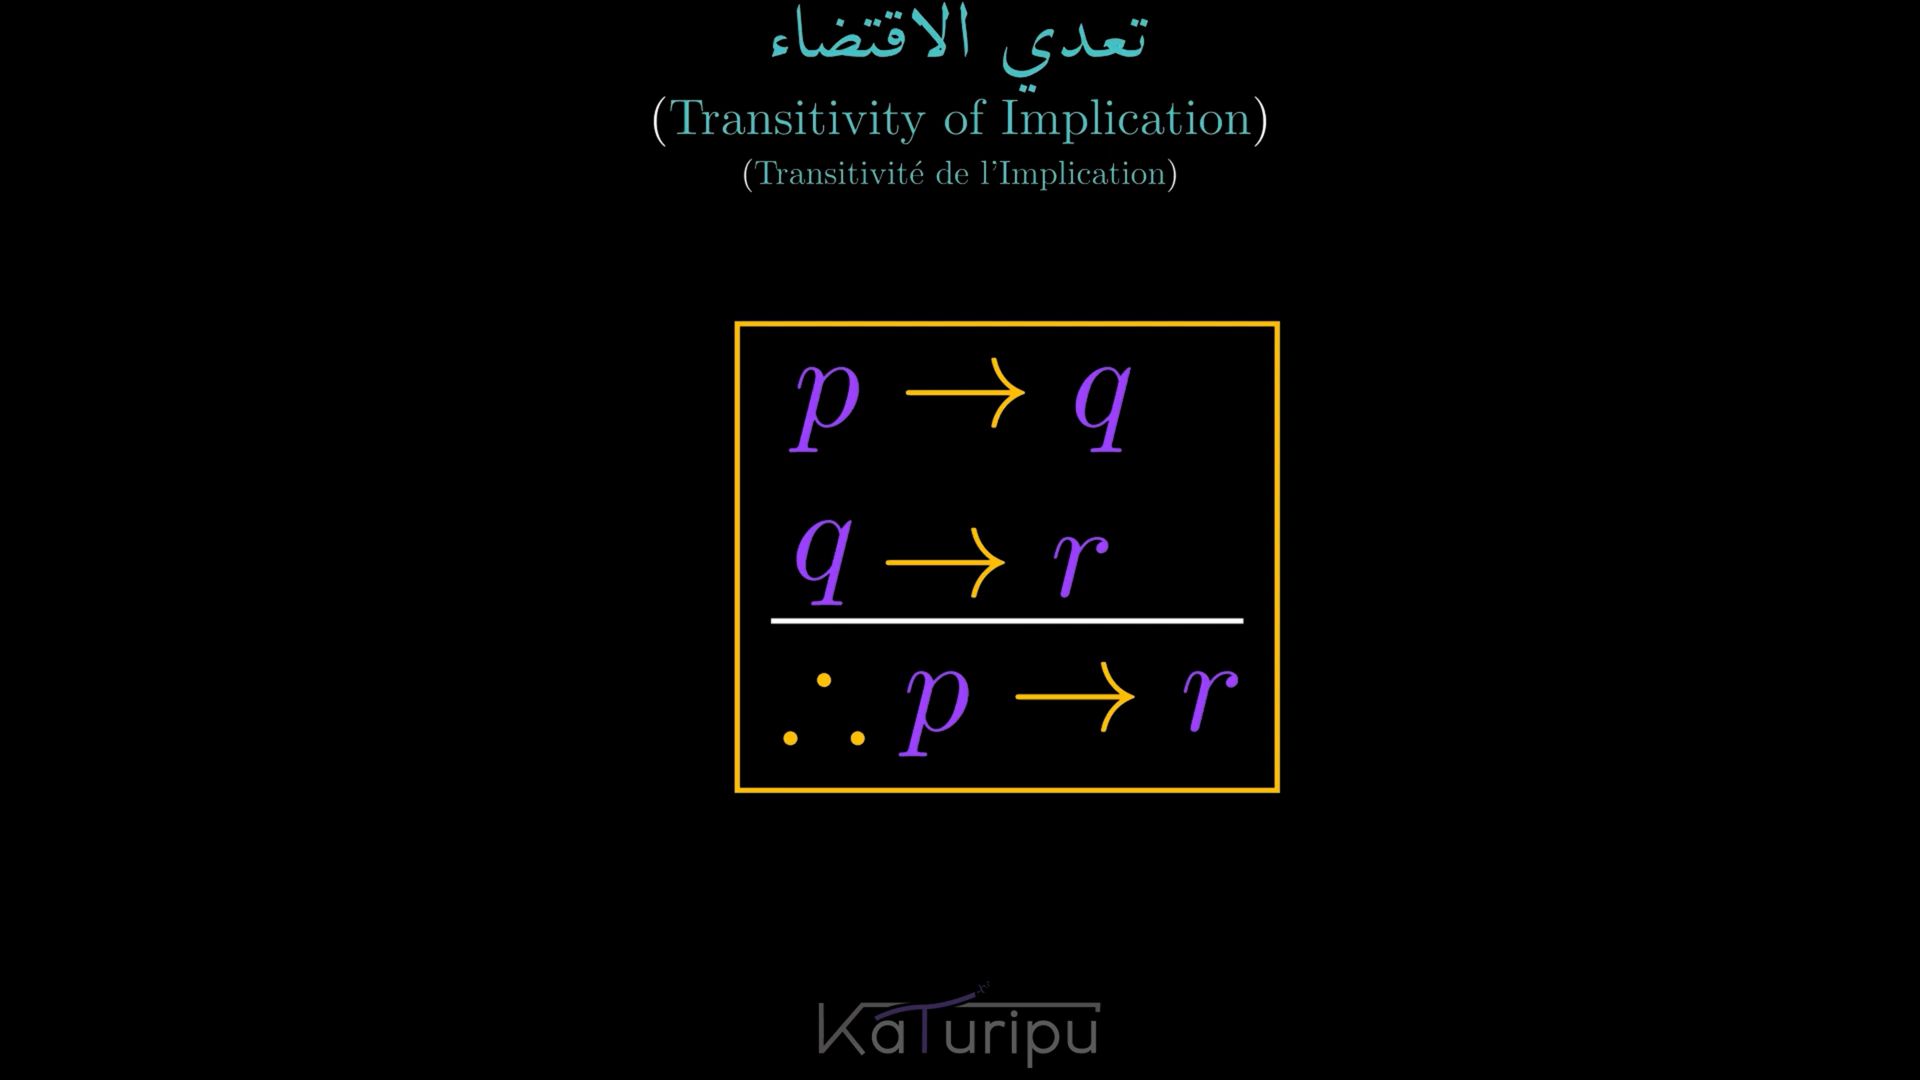 تعدي الاقتضاء
(Transitivity of Implication)
(Transitivité de l'Implication)
p → q
q → r
∴ p → r
KaTuripu